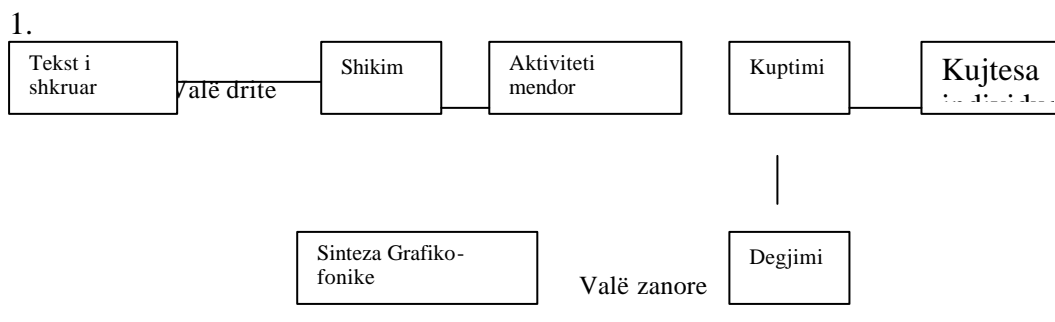 1.
Tekst i
shkruar
Valë drite
Shikim
Aktiviteti
mendor
Kuptimi
Kujtesa
Sinteza Grafiko-
fonike
Valë zanore
Degjimi